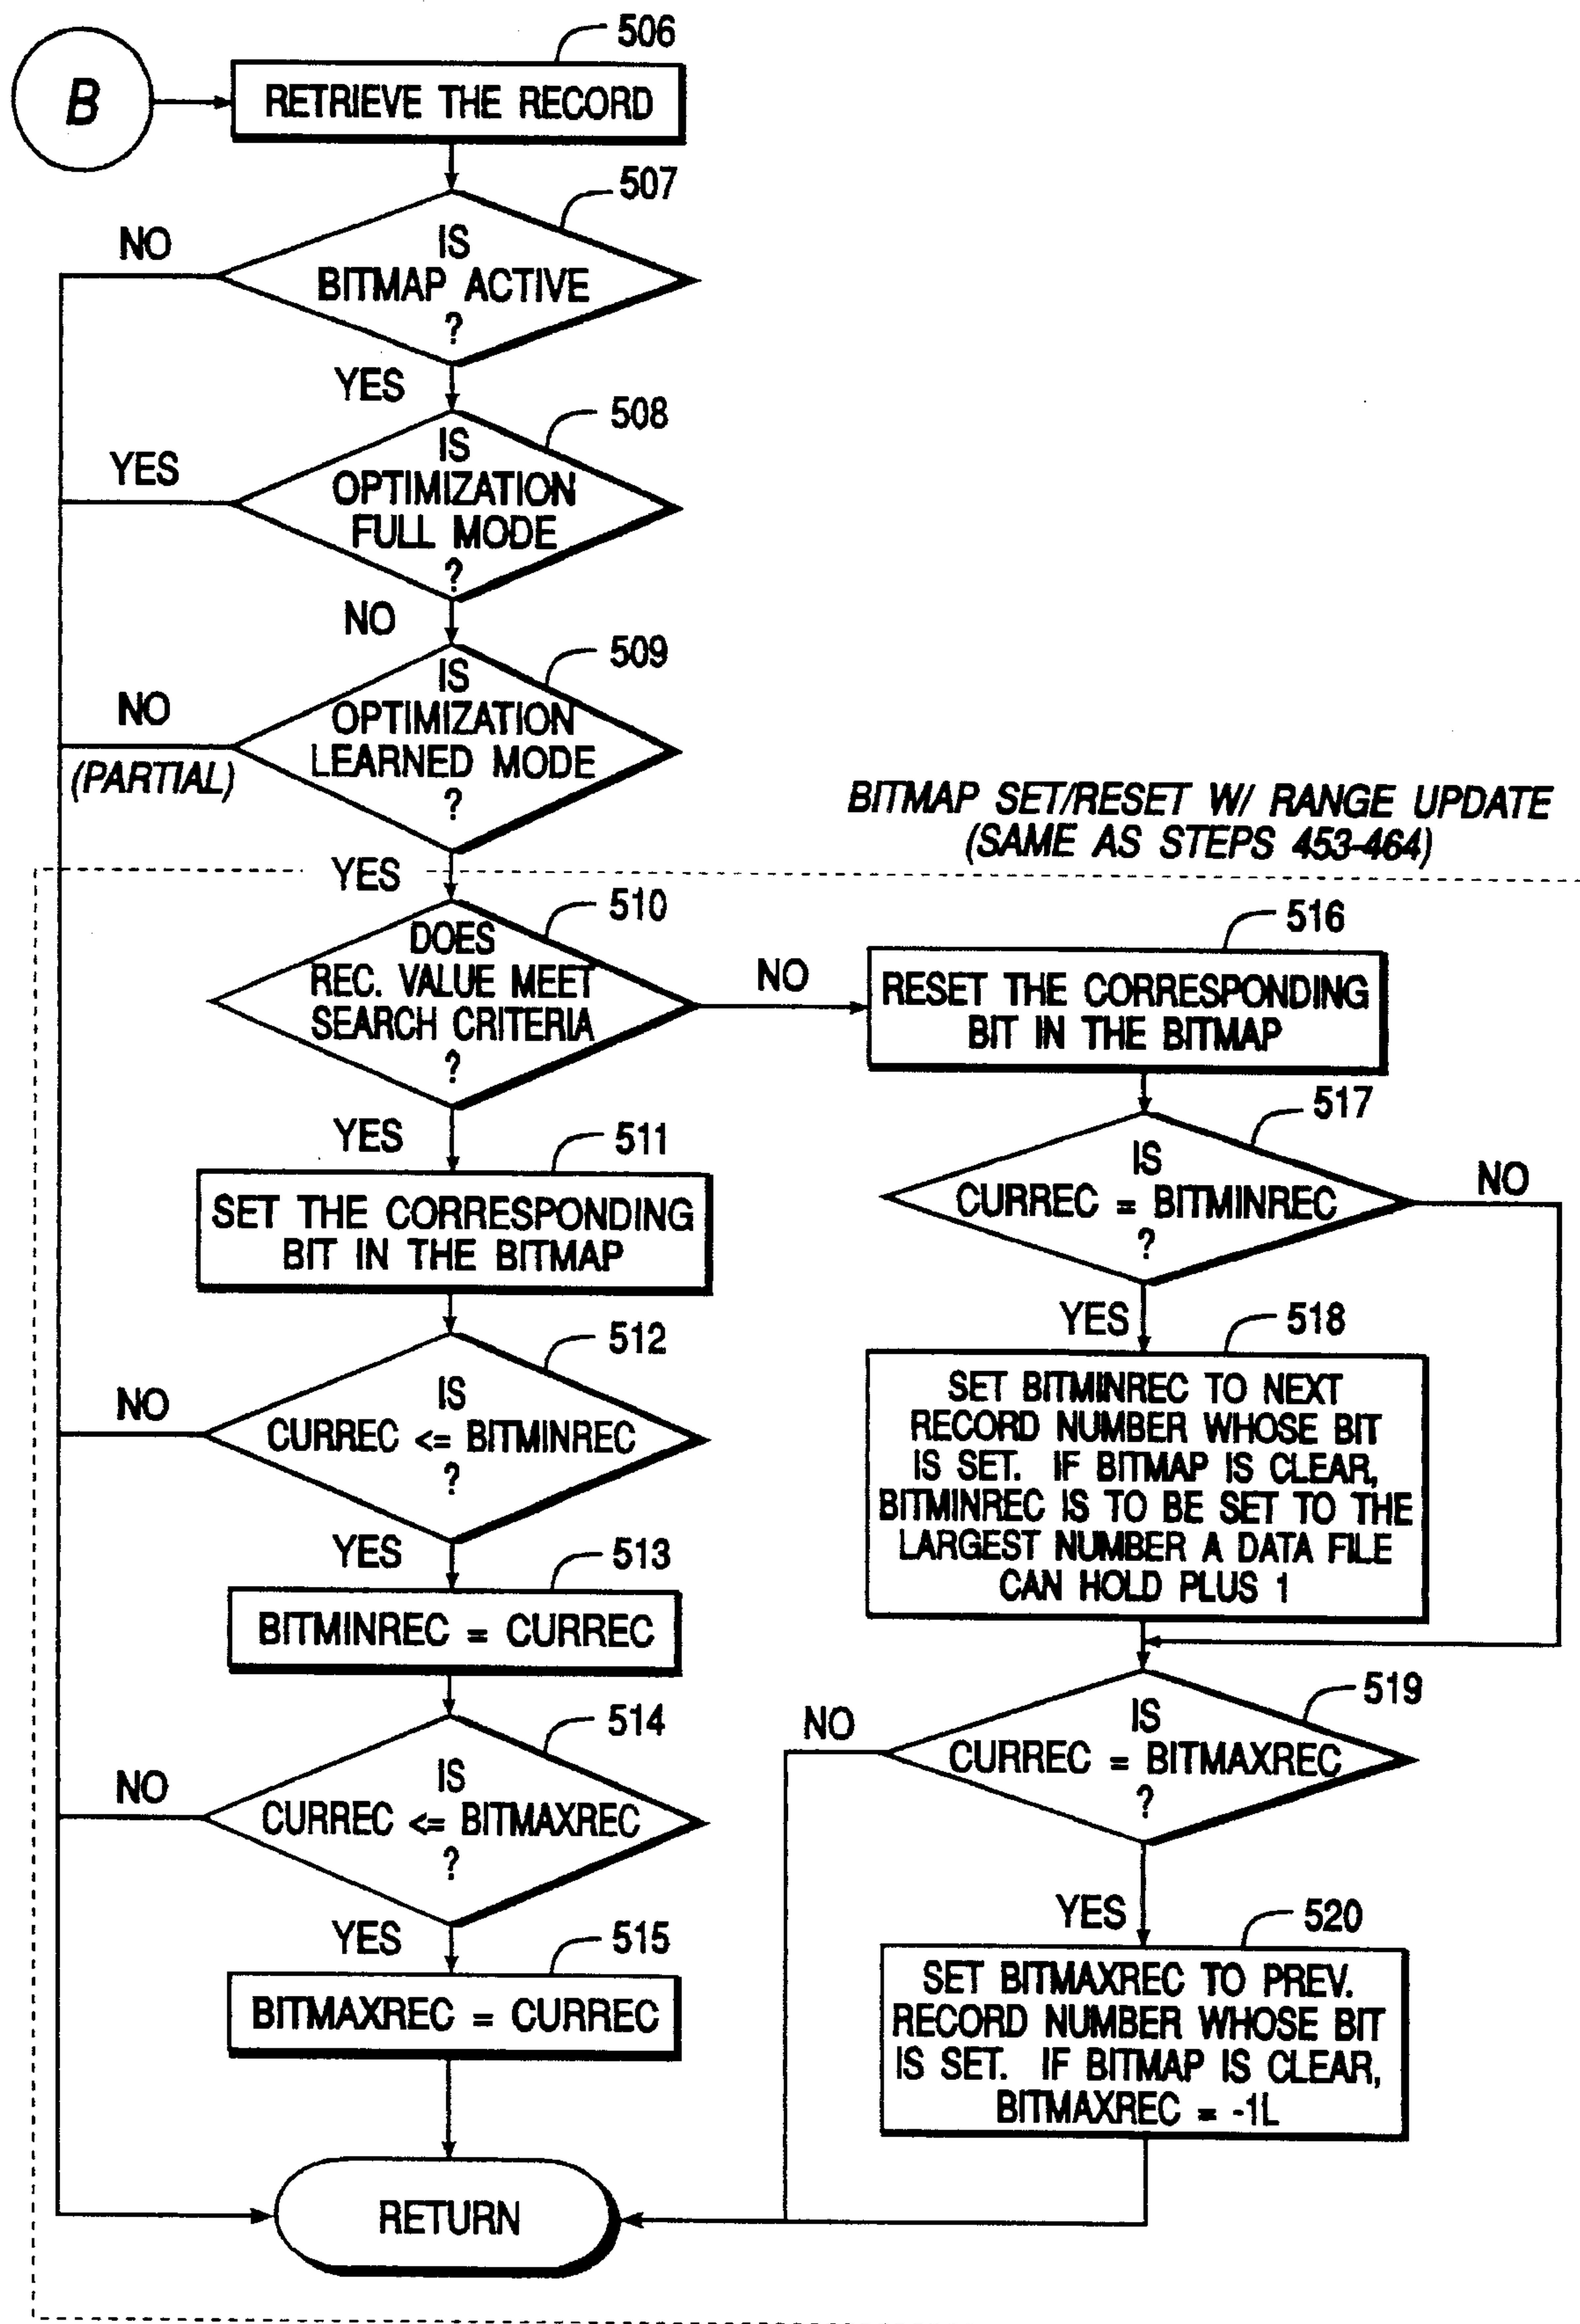 506
B
RETRIEVE THE RECORD
507
NO
IS
BITMAP ACTIVE
?
YES
508
YES
IS
OPTIMIZATION
FULL MODE
?
NO
509
NO
(PARTIAL)
IS
OPTIMIZATION
LEARNED MODE
?
BITMAP SET/RESET W/ RANGE UPDATE
(SAME AS STEPS 453-464)
YES
510
DOES
REC. VALUE MEET
SEARCH CRITERIA
?
NO
516
RESET THE CORRESPONDING
BIT IN THE BITMAP
YES
511
SET THE CORRESPONDING
BIT IN THE BITMAP
517
IS
CURREC = BITMINREC
?
NO
512
NO
IS
CURREC <= BITMINREC
?
YES
518
SET BITMINREC TO NEXT
RECORD NUMBER WHOSE BIT
IS SET. IF BITMAP IS CLEAR,
BITMINREC IS TO BE SET TO THE
LARGEST NUMBER A DATA FILE
CAN HOLD PLUS 1
YES
513
BITMINREC = CURREC
514
NO
IS
CURREC <= BITMAXREC
?
519
NO
IS
CURREC = BITMAXREC
?
YES
515
BITMAXREC = CURREC
YES
520
SET BITMAXREC TO PREV.
RECORD NUMBER WHOSE BIT
IS SET. IF BITMAP IS CLEAR,
BITMAXREC = -1L
RETURN